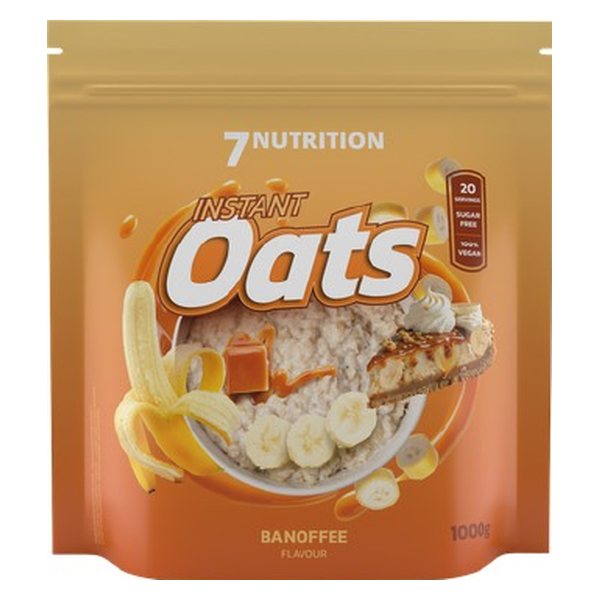 7NUTRITION
INSTANT
Oats
20
SERVINGS
SUGAR
FREE
100%
VEGAN
BANOFFEE
FLAVOUR
1000g